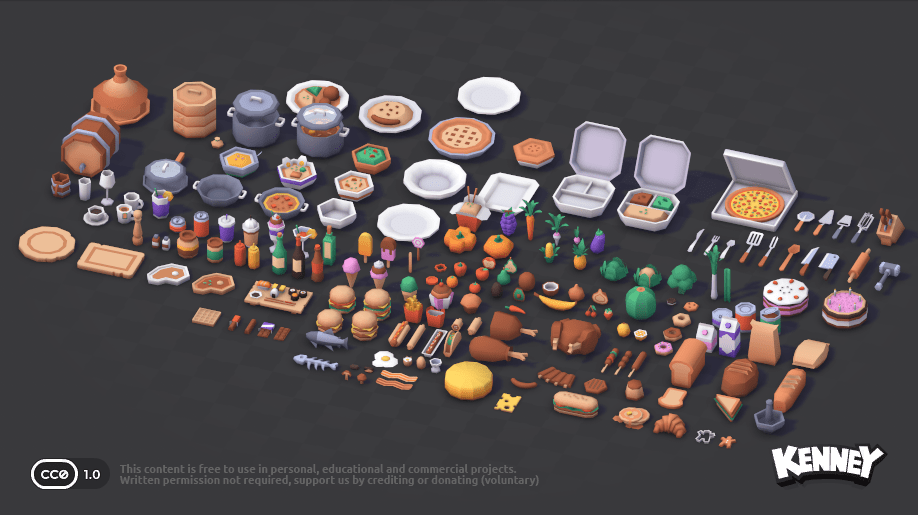 CC0 1.0
This content is free to use in personal, educational and commercial projects.
Written permission not required, support us by crediting or donating (voluntary)
KENNEY